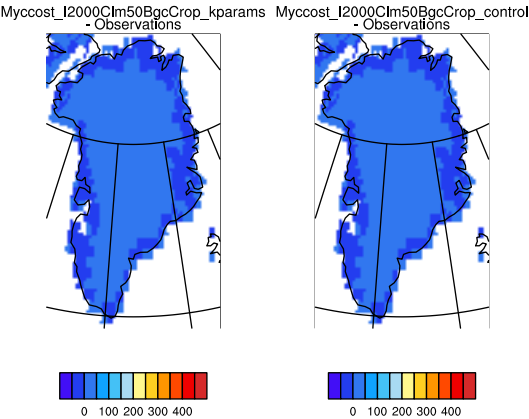 Myccost_I2000Clm50BgcCrop_kparams
- Observations
Myccost_I2000Clm50BgcCrop_control
- Observations
0 100 200 300 400
0 100 200 300 400